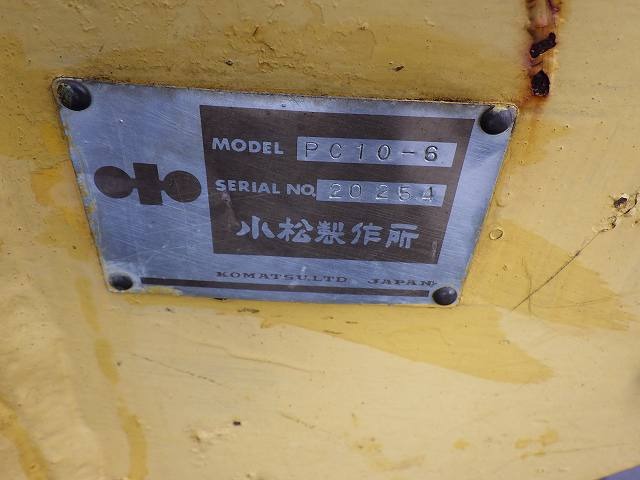 MODEL PC10-6
SERIAL NO. 20254
小松製作所
KOMATSU.LTD JAPAN